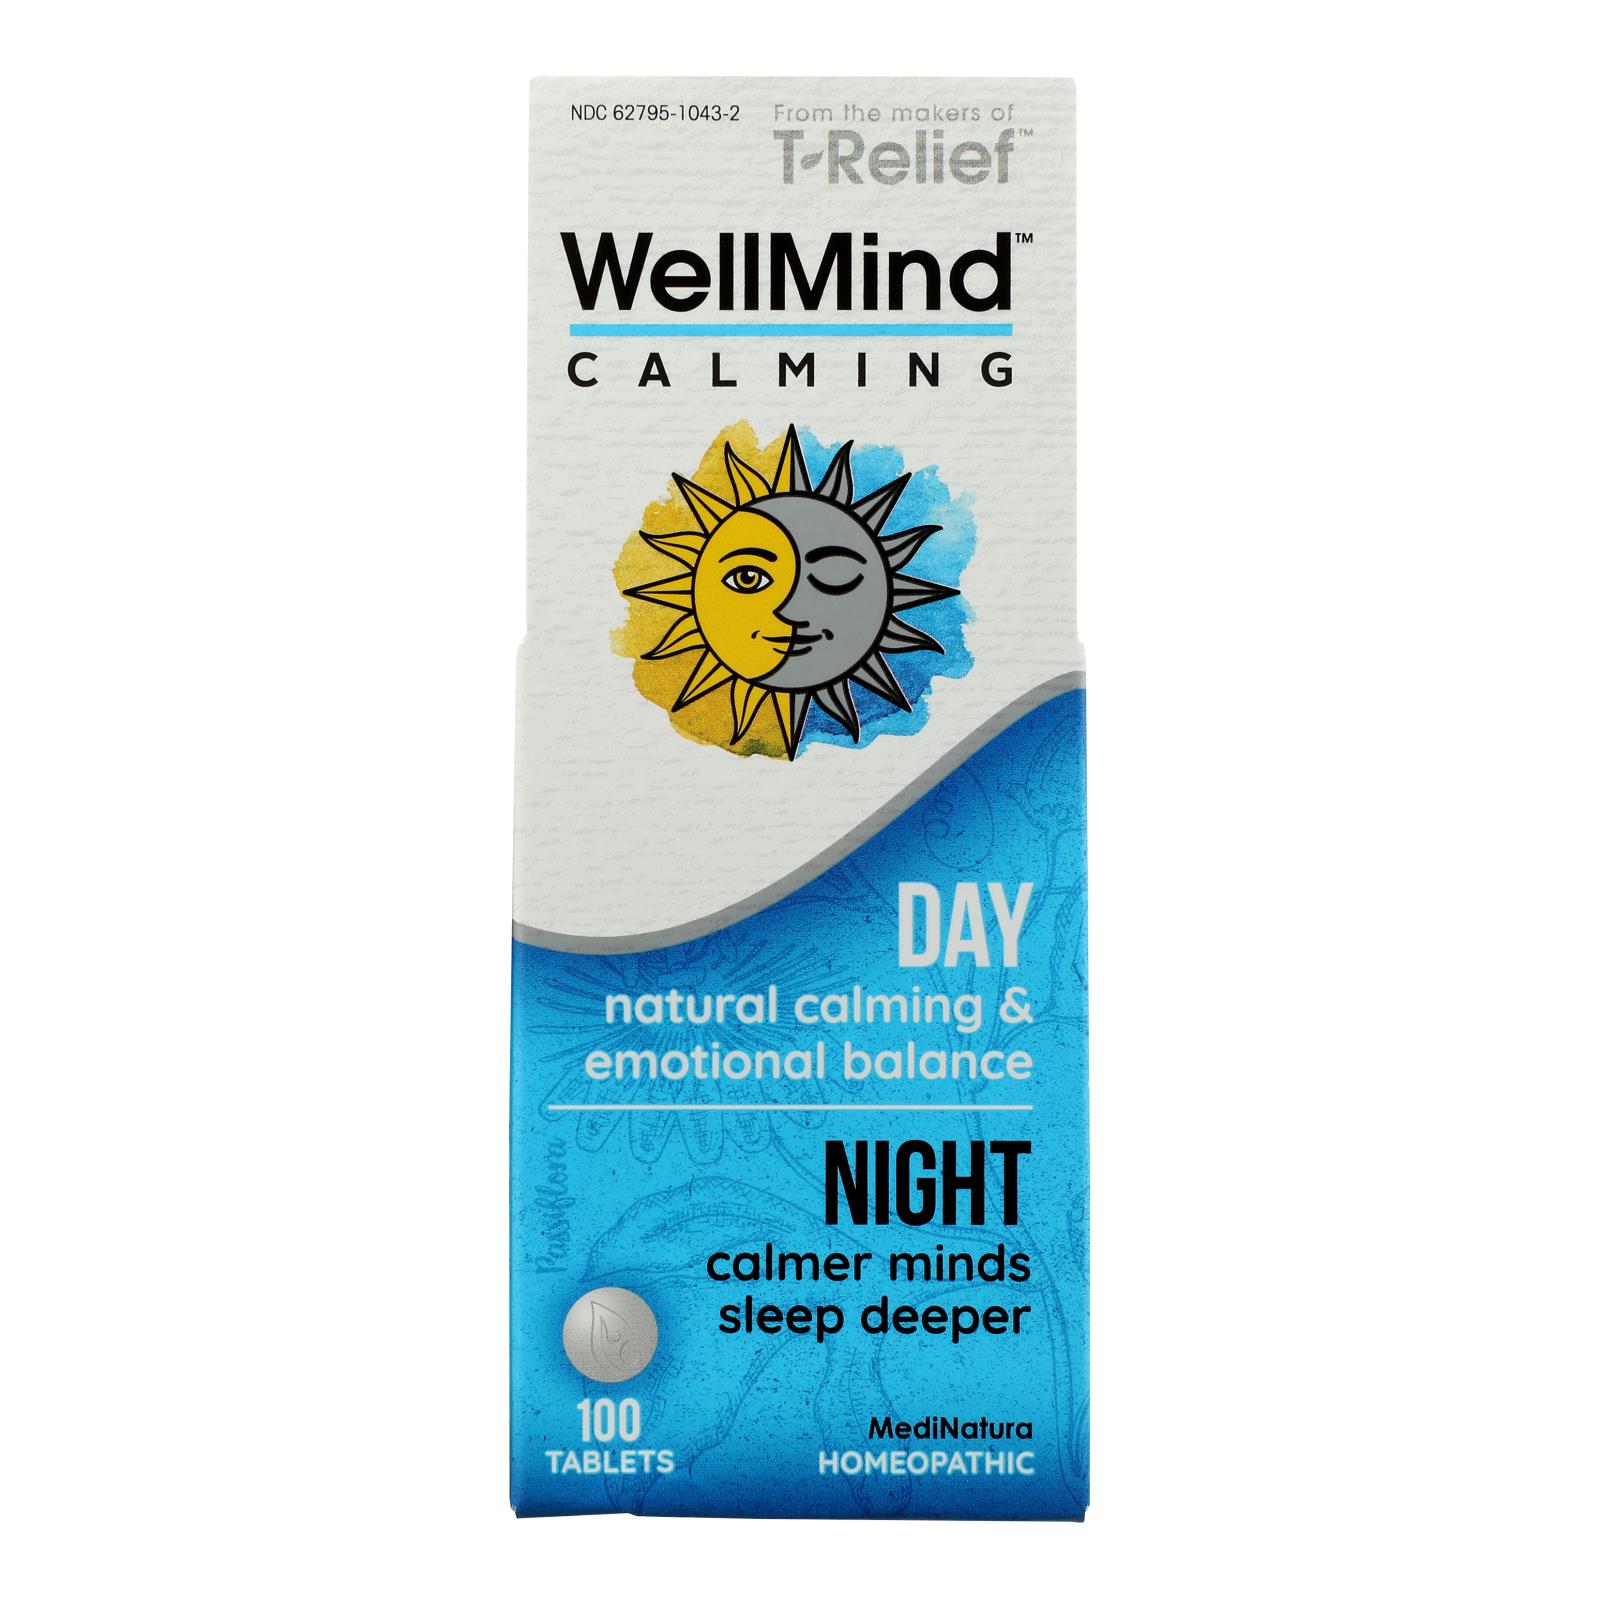 NDC 62795-1043-2
From the makers of
T-Relief™
WellMind™
CALMING
DAY
natural calming &
emotional balance
Passiflora
NIGHT
calmer minds
sleep deeper
100
TABLETS
MediNatura
HOMEOPATHIC